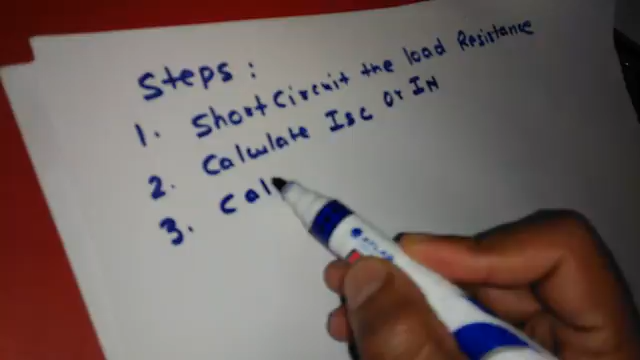 Steps:
1. Short Circuit the load Resistance
2. Calculate Isc or IN
3. Cal